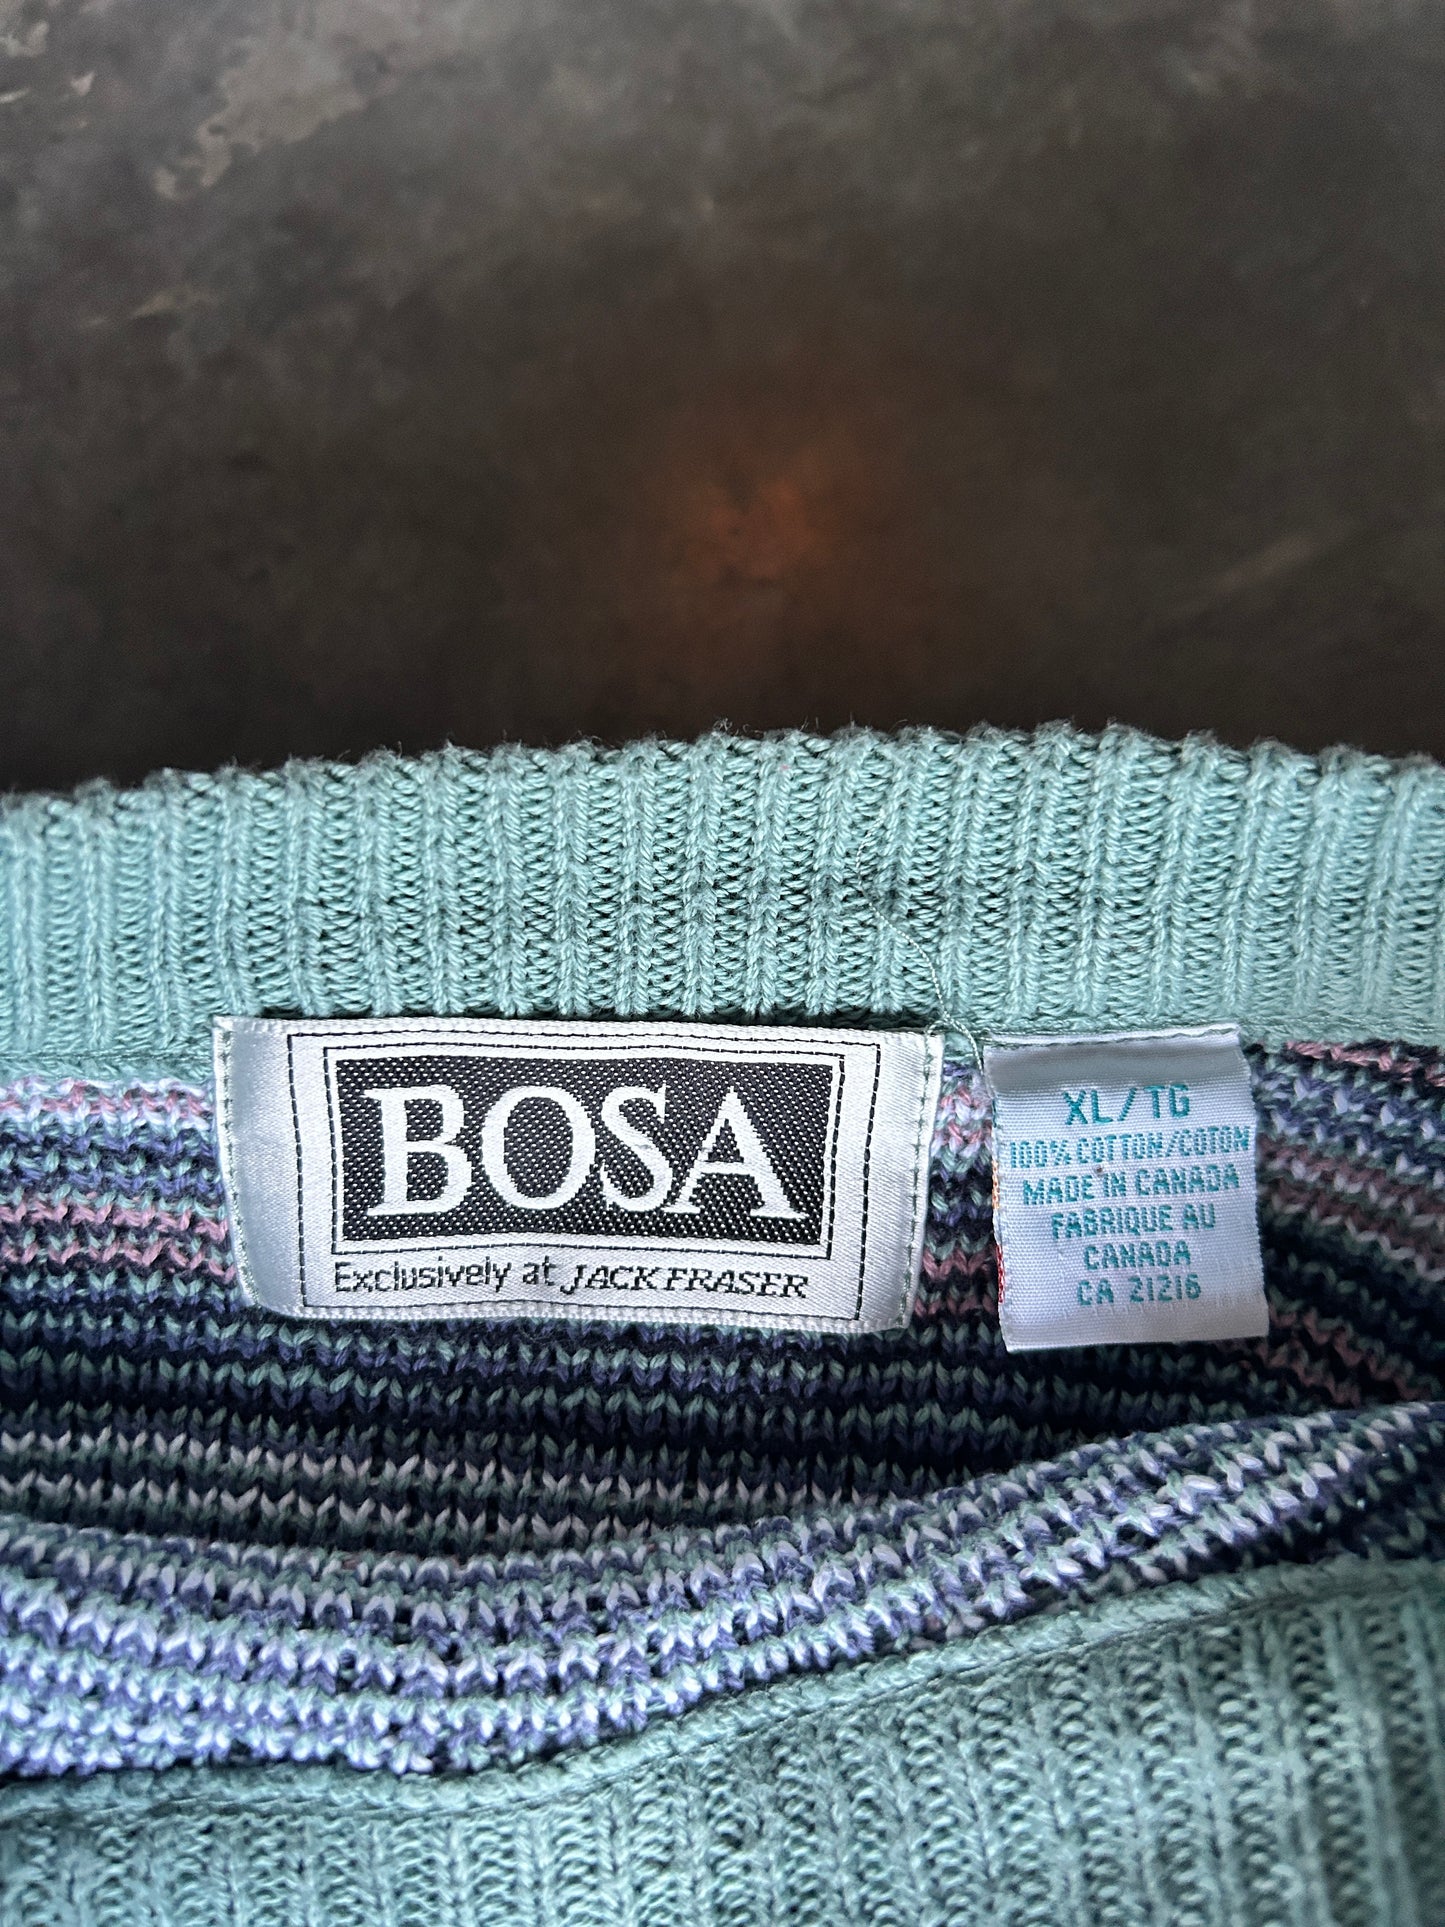 BOSA
Exclusively at JACK FRASER
XL/TG
100% COTTON/COTON
MADE IN CANADA
FABRIQUE AU
CANADA
CA 21216